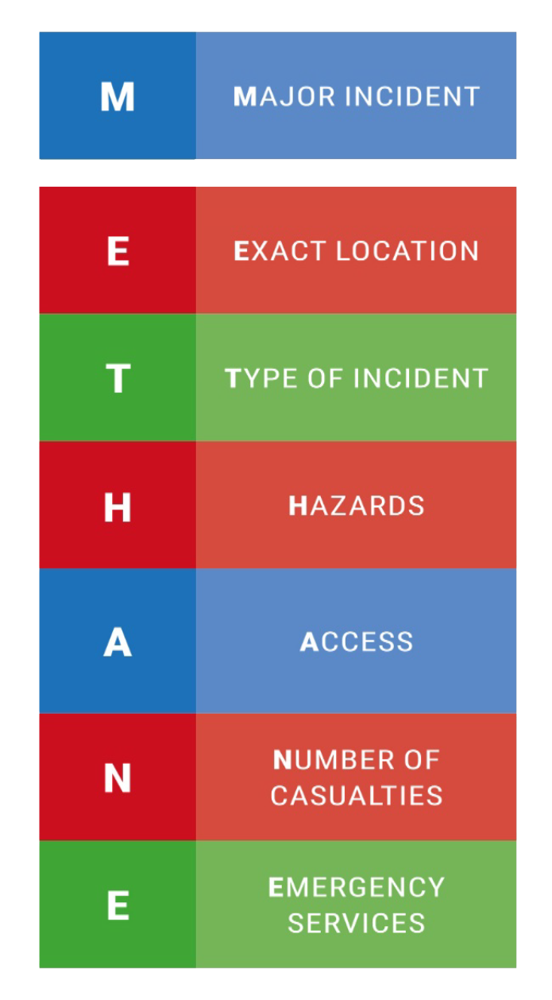 M MAJOR INCIDENT
E EXACT LOCATION
T TYPE OF INCIDENT
H HAZARDS
A ACCESS
N NUMBER OF
CASUALTIES
E EMERGENCY
SERVICES